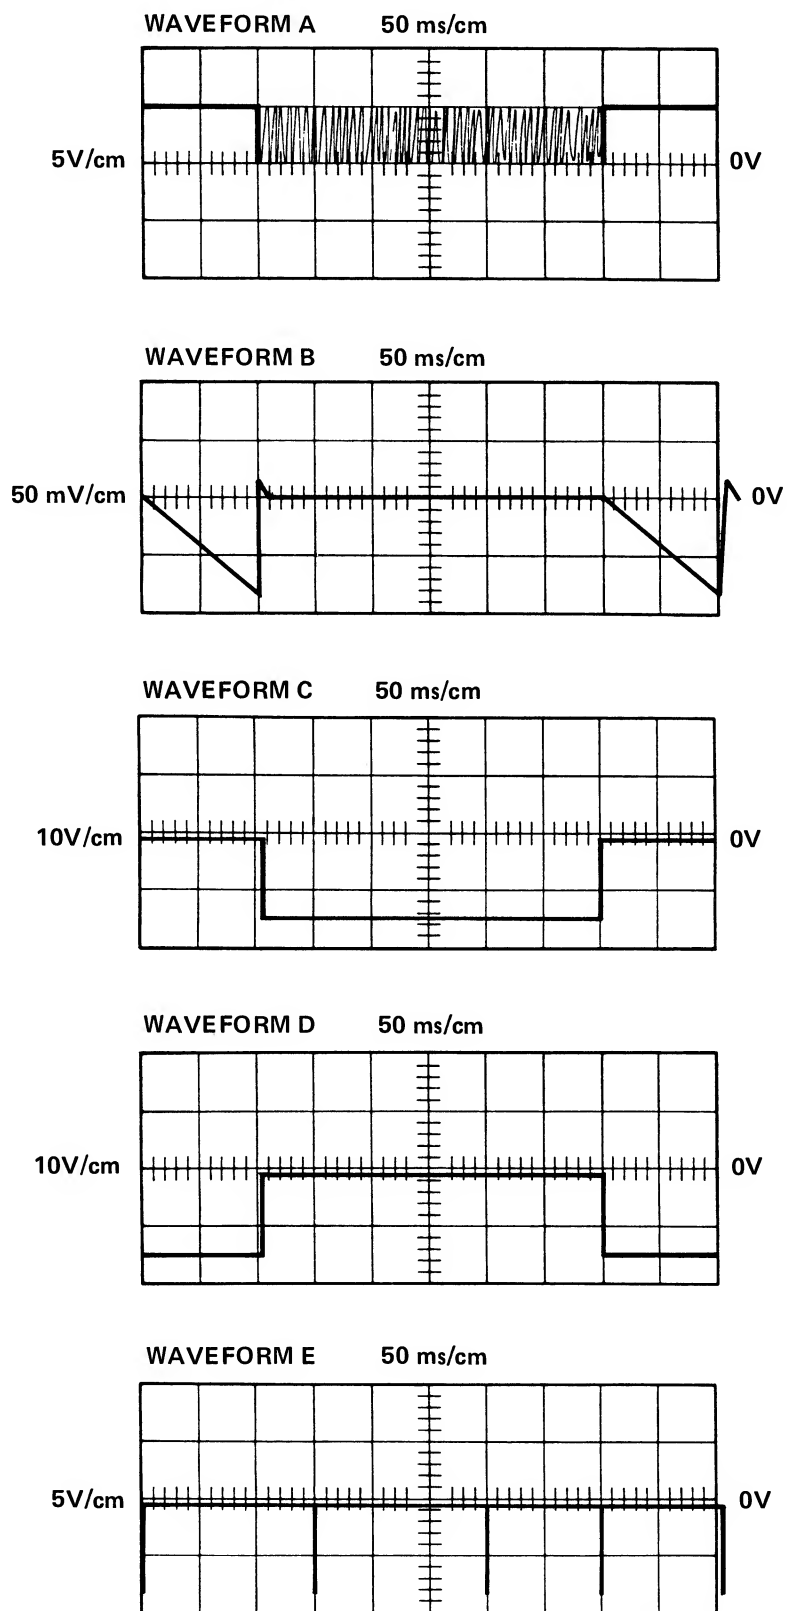 WAVEFORM A 50 ms/cm
5V/cm 0V
WAVEFORM B 50 ms/cm
50 mV/cm 0V
WAVEFORM C 50 ms/cm
10V/cm 0V
WAVEFORM D 50 ms/cm
10V/cm 0V
WAVEFORM E 50 ms/cm
5V/cm 0V